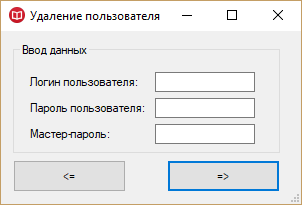 Удаление пользователя
Ввод данных
Логин пользователя:
Пароль пользователя:
Мастер-пароль:
<= =>